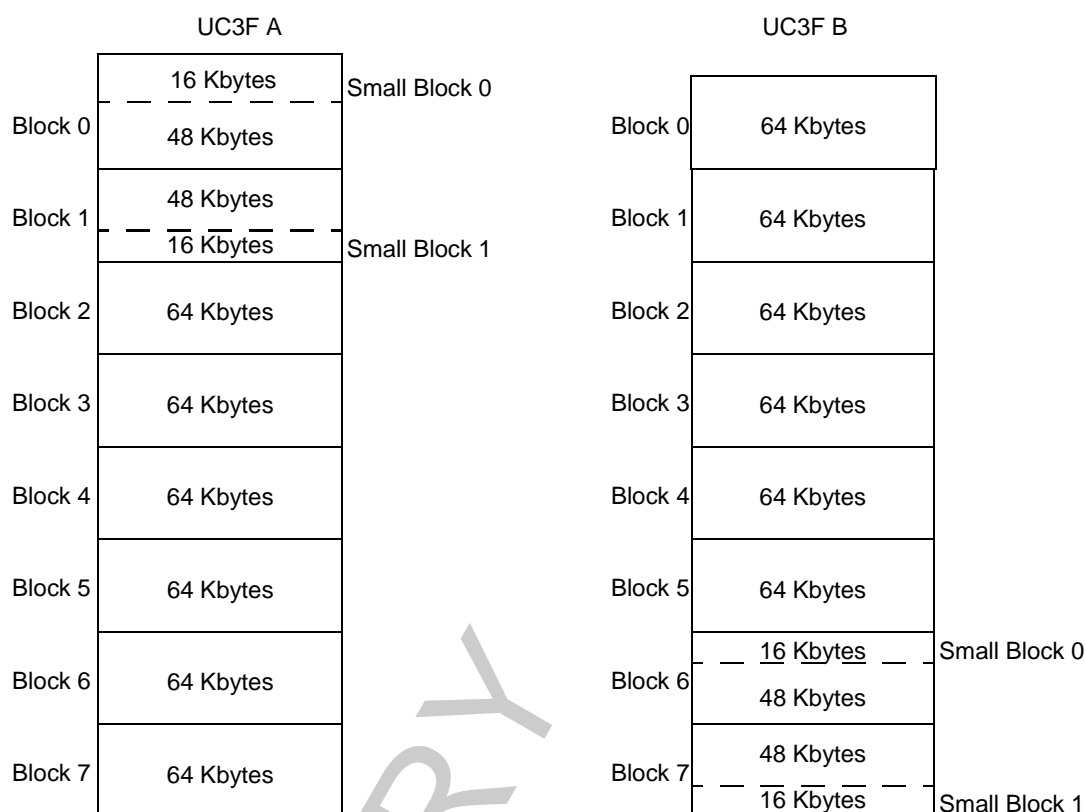 UC3F A
16 Kbytes
Small Block 0
Block 0
48 Kbytes
48 Kbytes
Block 1
16 Kbytes
Small Block 1
Block 2
64 Kbytes
Block 3
64 Kbytes
Block 4
64 Kbytes
Block 5
64 Kbytes
Block 6
64 Kbytes
Block 7
64 Kbytes
UC3F B
Block 0
64 Kbytes
Block 1
64 Kbytes
Block 2
64 Kbytes
Block 3
64 Kbytes
Block 4
64 Kbytes
Block 5
64 Kbytes
16 Kbytes
Small Block 0
Block 6
48 Kbytes
48 Kbytes
Block 7
16 Kbytes
Small Block 1
RY